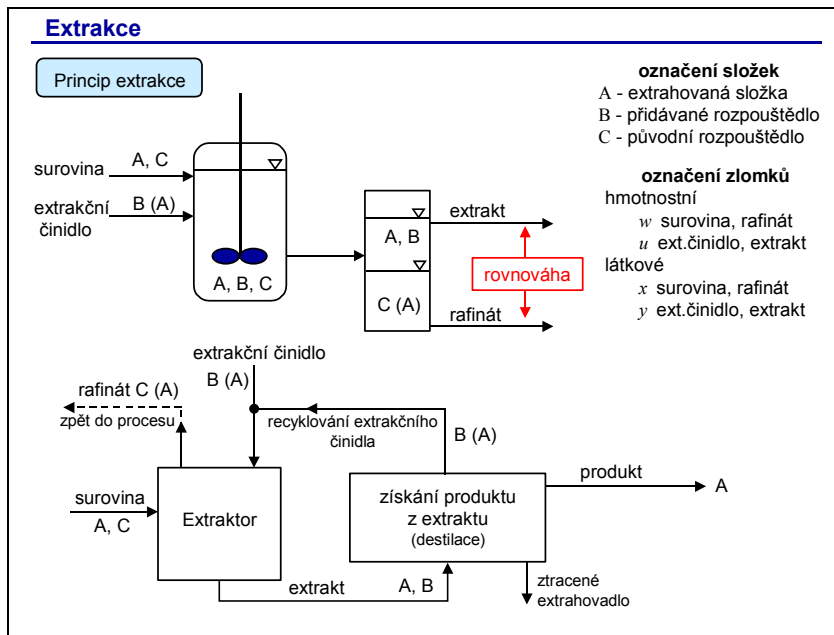 Extrakce
Princip extrakce
označení složek
A - extrahovaná složka
B - přidávané rozpouštědlo
C - původní rozpouštědlo
označení zlomků
hmotnostní
w surovina, rafinát
u ext.činidlo, extrakt
látkové
x surovina, rafinát
y ext.činidlo, extrakt
surovina
A, C
extrakční
činidlo
B (A)
A, B, C
extrakt
A, B
rovnováha
C (A)
rafinát
extrakční činidlo
B (A)
rafinát C (A)
zpět do procesu
recyklování extrakčního
činidla
B (A)
surovina
A, C
Extraktor
získání produktu
z extraktu
(destilace)
produkt
A
extrakt
A, B
ztracené
extrahovadlo